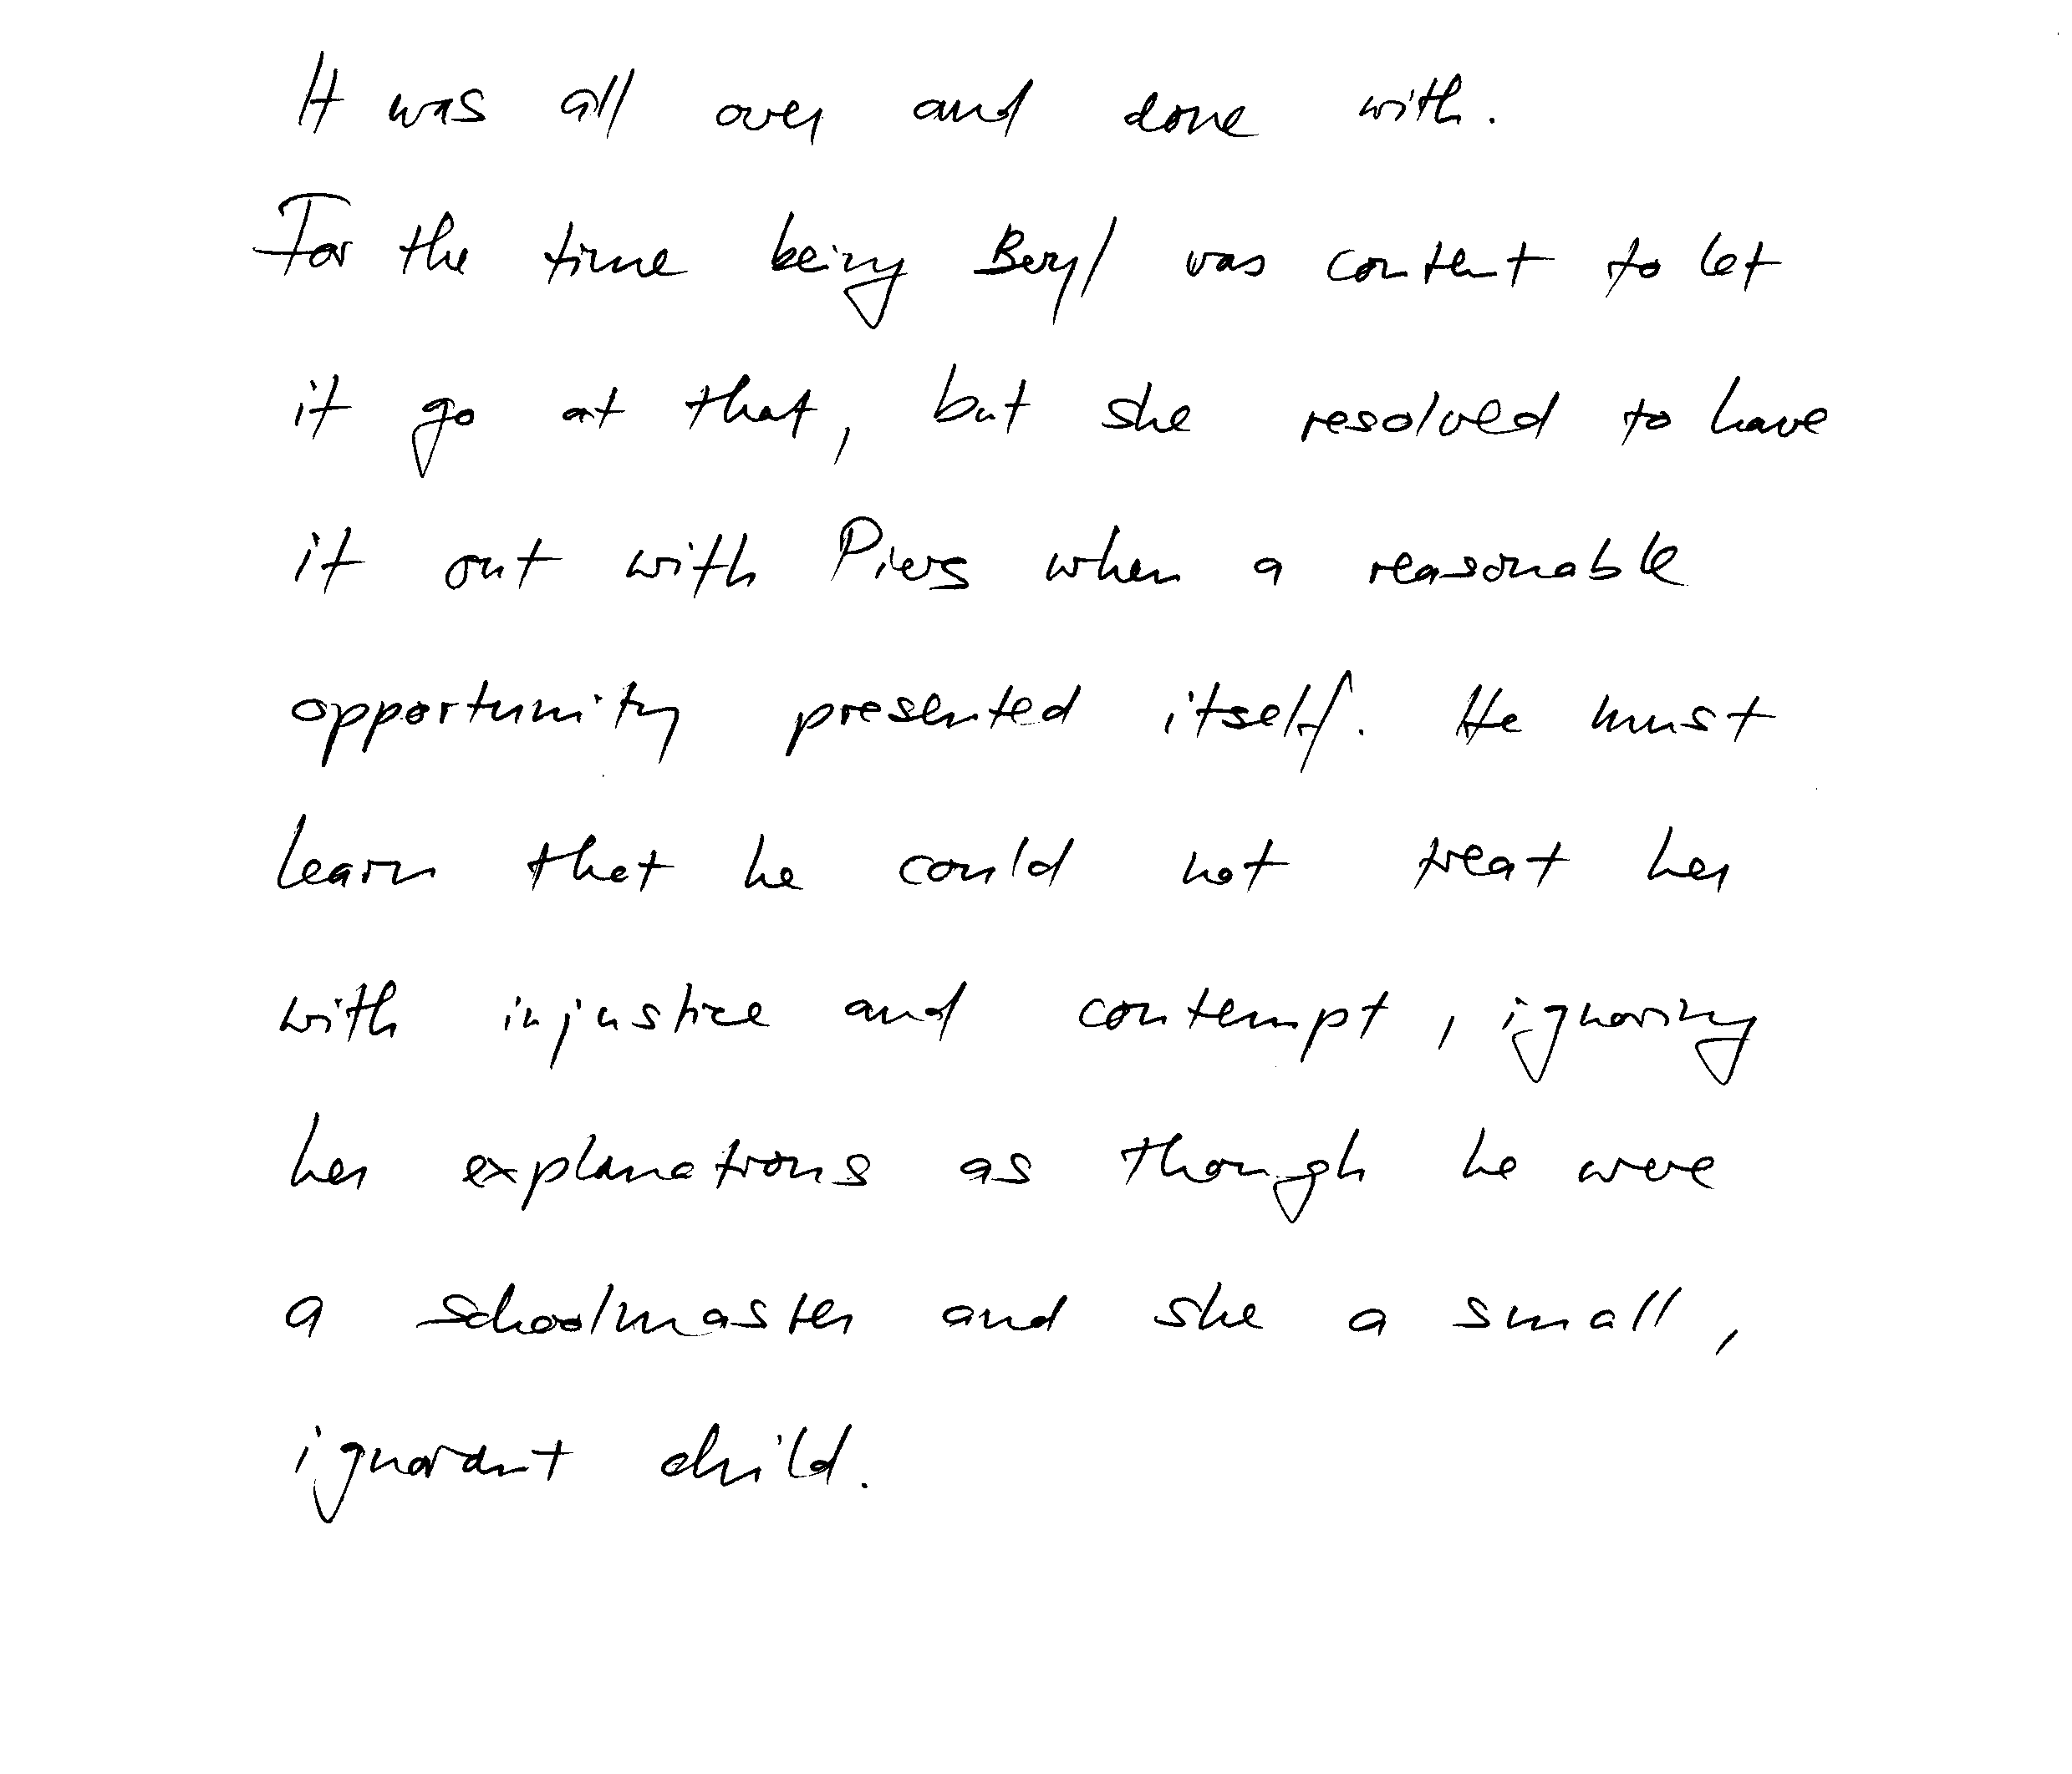 It was all over and done with.
For the time being Beryl was content to let
it go at that, but she resolved to have
it out with Piers when a reasonable
opportunity presented itself. He must
learn that he could not treat her
with injustice and contempt, ignoring
her explanations as though he were
a schoolmaster and she a small,
ignorant child.